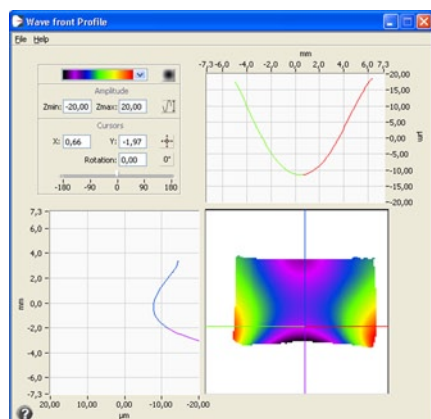 Wave front Profile
File Help
Amplitude
Zmin: -20,00 Zmax: 20,00
Cursors
X: 0,66 Y: -1,97
Rotation: 0,00 0°
-180 -90 0 90 180
mm
-7,3 -6,0 -4,0 -2,0 0,0 2,0 4,0 6,0 7,3
-20,00
-15,00
-10,00
-5,00
0,00
5,00
10,00
15,00
20,00
µm
7,3
6,0
4,0
2,0
0,0
-2,0
-4,0
-6,0
-7,3
mm
20,00 10,00 0,00 -10,00 -20,00
µm
?